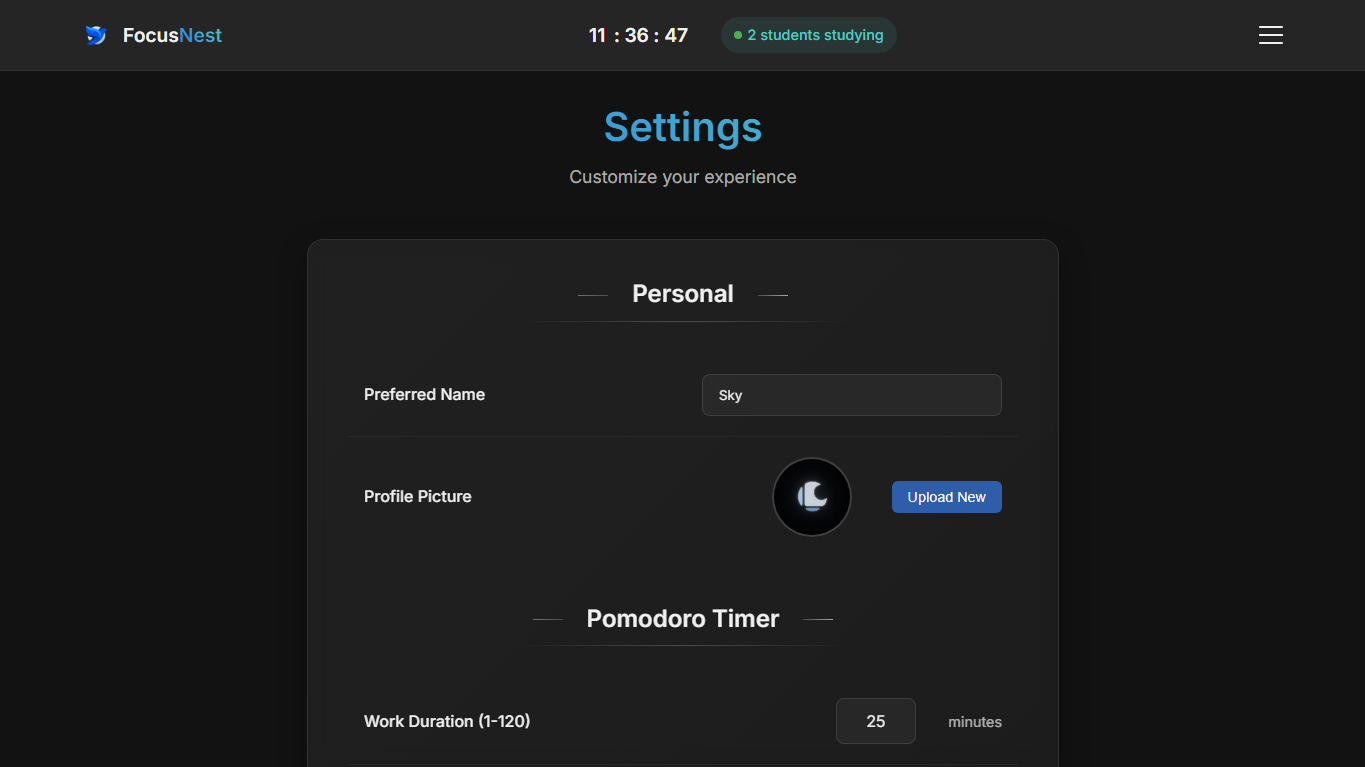 FocusNest
11 : 36 : 47
2 students studying
Settings
Customize your experience
Personal
Preferred Name
Sky
Profile Picture
Upload New
Pomodoro Timer
Work Duration (1-120)
25
minutes